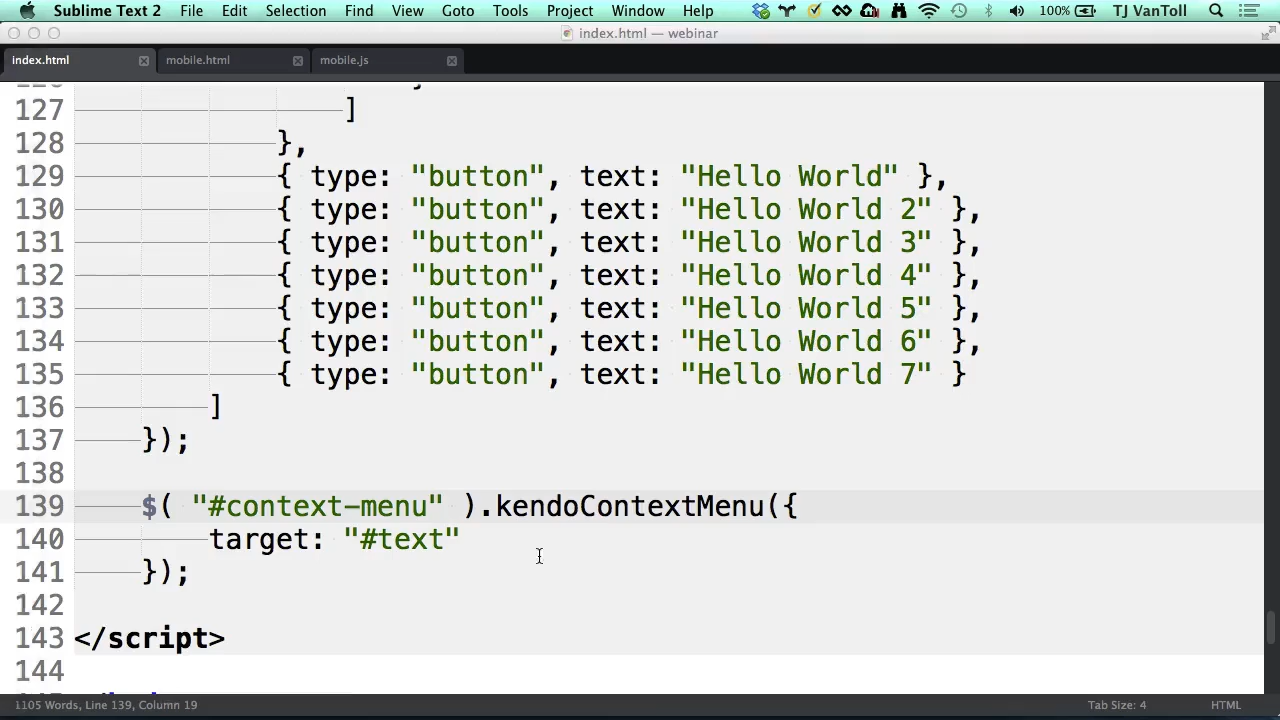 Sublime Text 2 File Edit Selection Find View Goto Tools Project Window Help 100% TJ VanToll
index.html — webinar
index.html mobile.html mobile.js
127 ]
128 },
129 { type: "button", text: "Hello World" },
130 { type: "button", text: "Hello World 2" },
131 { type: "button", text: "Hello World 3" },
132 { type: "button", text: "Hello World 4" },
133 { type: "button", text: "Hello World 5" },
134 { type: "button", text: "Hello World 6" },
135 { type: "button", text: "Hello World 7" }
136 ]
137 });
138
139 $( "#context-menu" ).kendoContextMenu({
140 target: "#text"
141 });
142
143 </script>
144
1105 Words, Line 139, Column 19 Tab Size: 4 HTML